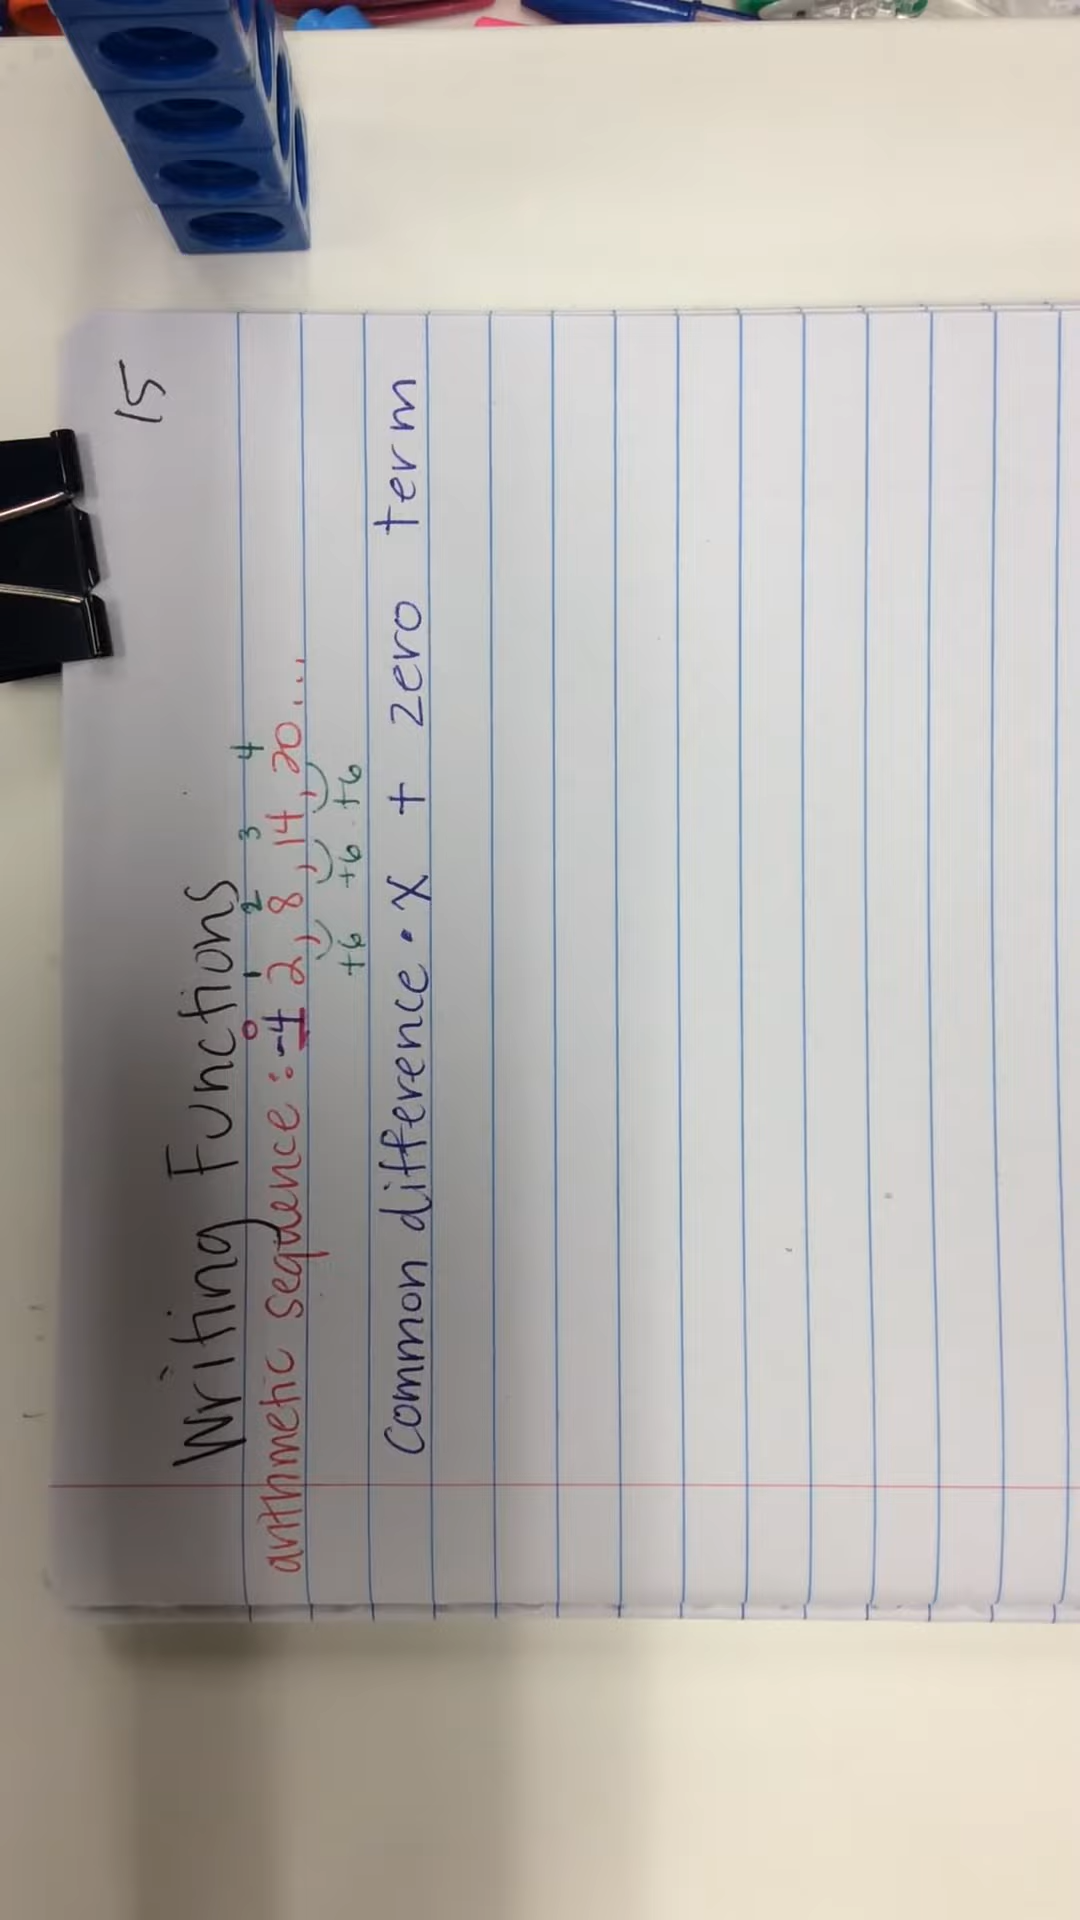 15
Writing Functions
0 1 2 3 4
arithmetic sequence: -4 2, 8, 14, 20...
+6 +6 +6
Common difference · x + zero term